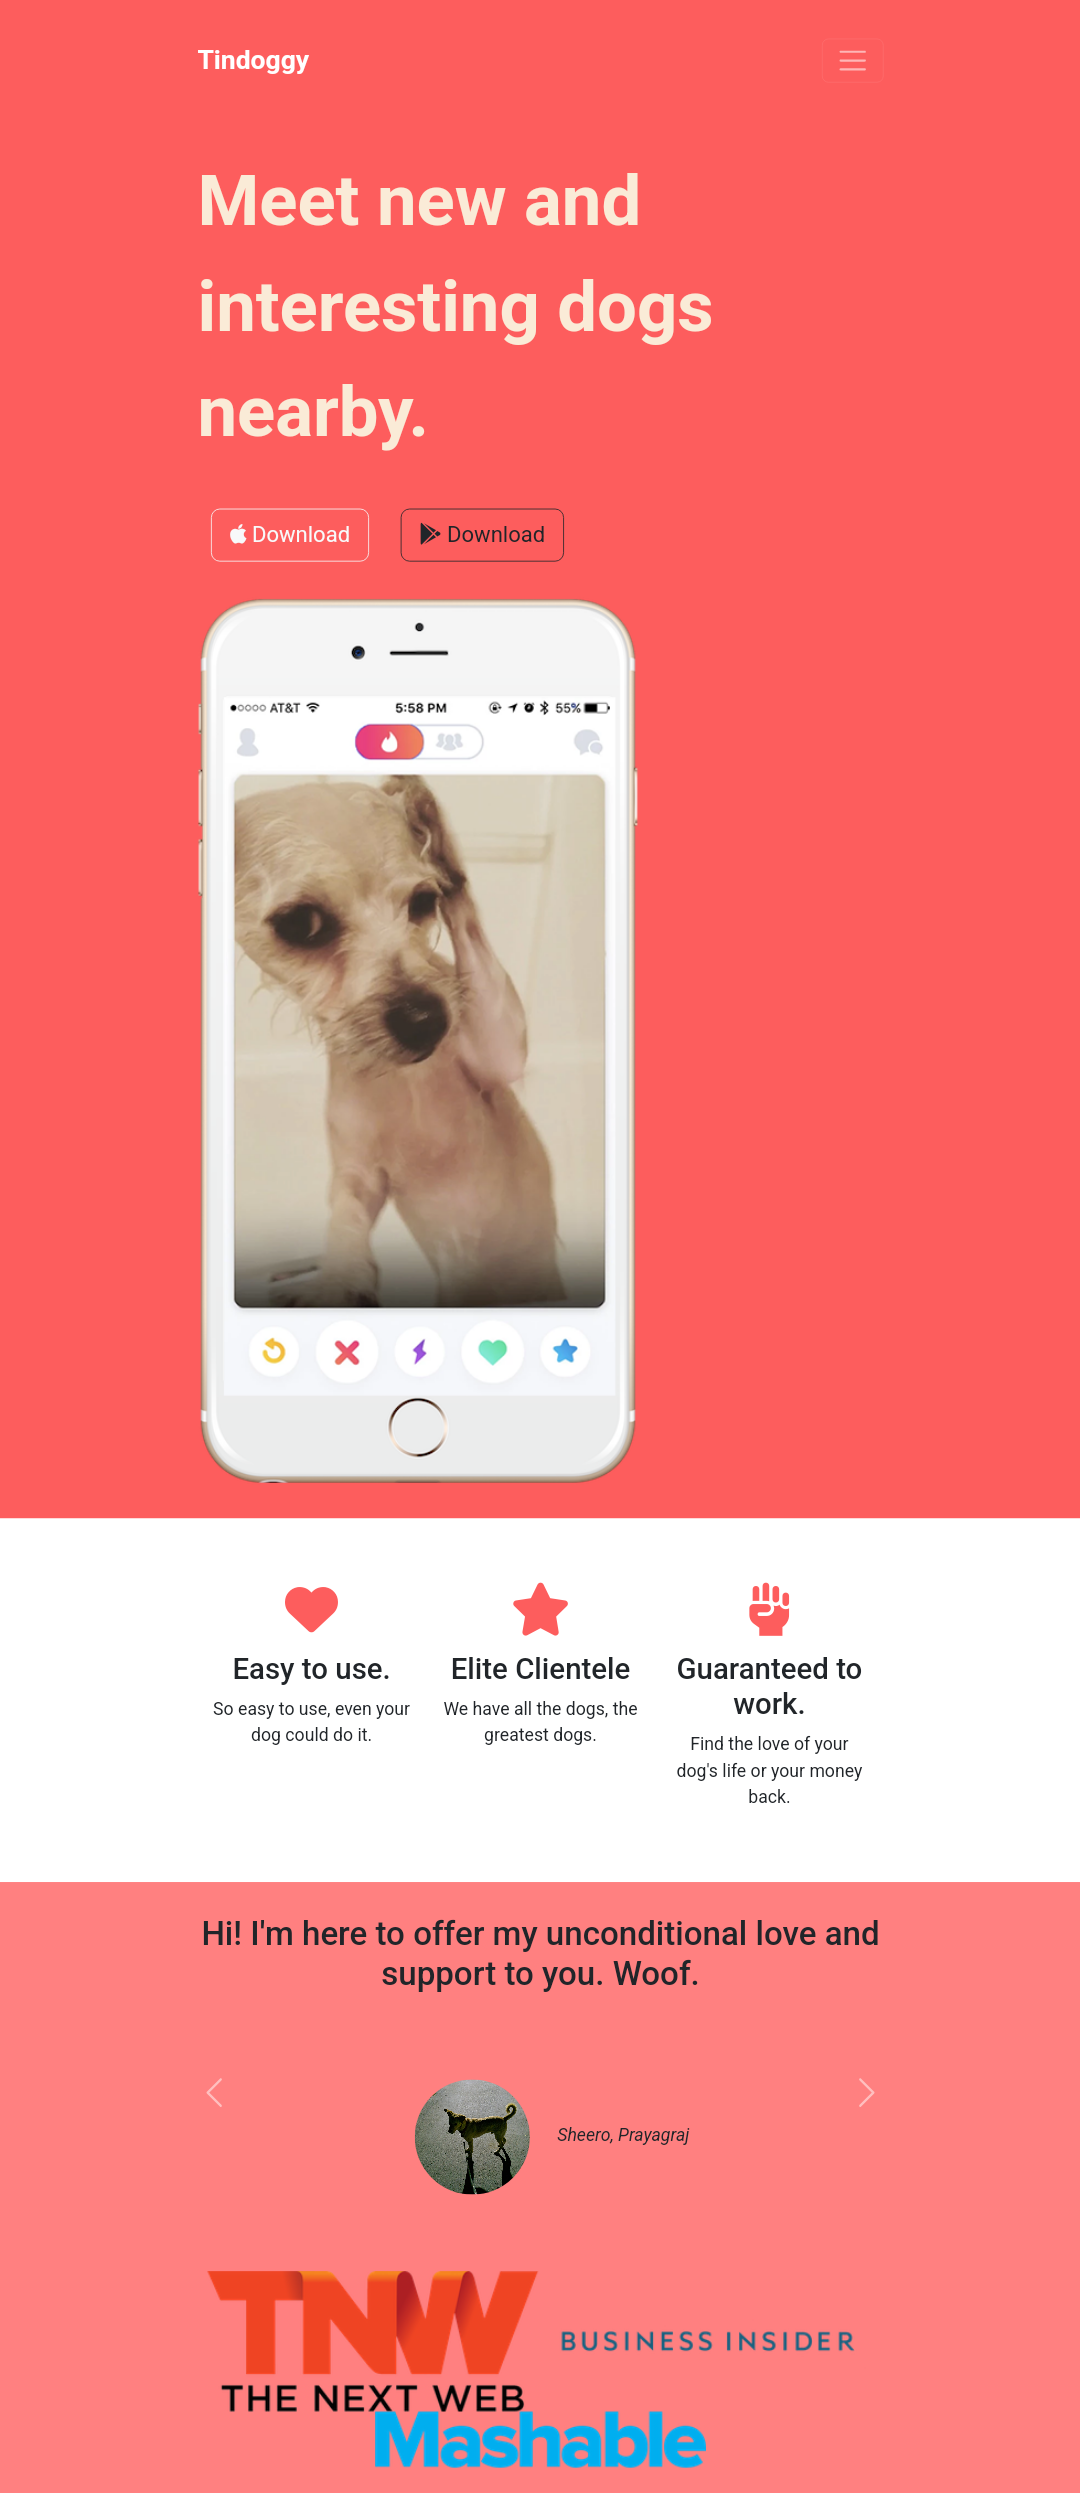 Tindoggy
Meet new and
interesting dogs
nearby.
Download
Download
AT&T
5:58 PM
55%
Easy to use.
So easy to use, even your
dog could do it.
Elite Clientele
We have all the dogs, the
greatest dogs.
Guaranteed to
work.
Find the love of your
dog's life or your money
back.
Hi! I'm here to offer my unconditional love and
support to you. Woof.
Sheero, Prayagraj
TNW
THE NEXT WEB
BUSINESS INSIDER
Mashable